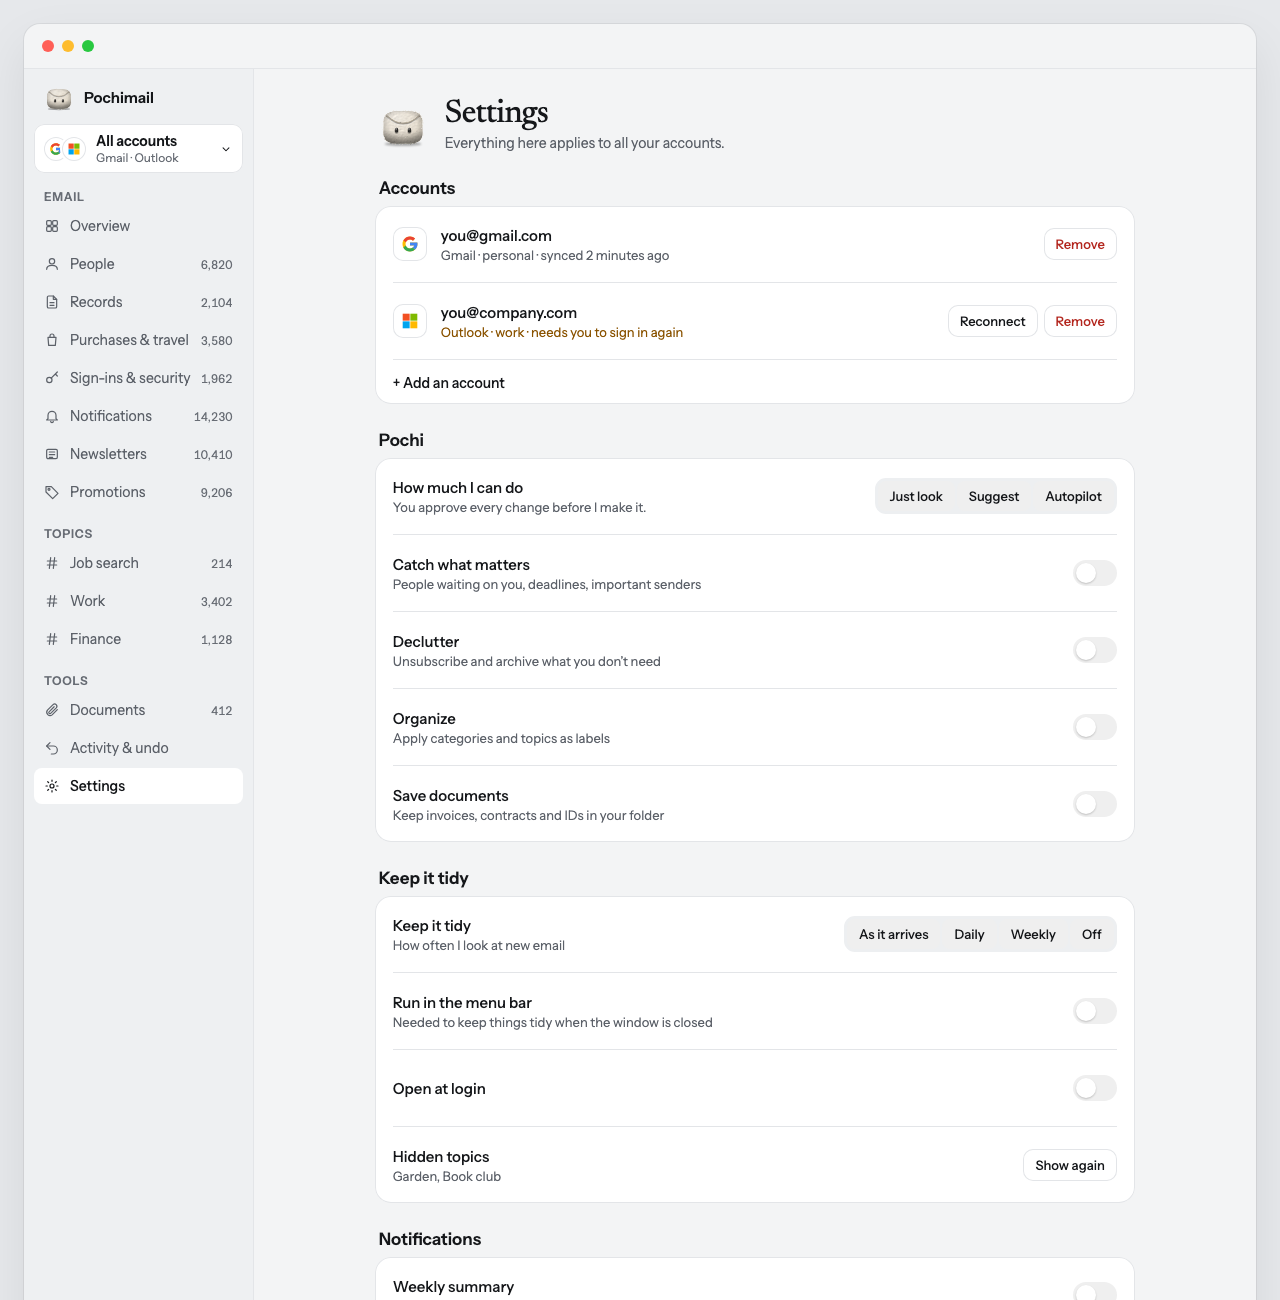 Pochimail
All accounts
Gmail · Outlook
EMAIL
Overview
People 6,820
Records 2,104
Purchases & travel 3,580
Sign-ins & security 1,962
Notifications 14,230
Newsletters 10,410
Promotions 9,206
TOPICS
# Job search 214
# Work 3,402
# Finance 1,128
TOOLS
Documents 412
Activity & undo
Settings
Settings
Everything here applies to all your accounts.
Accounts
you@gmail.com
Gmail · personal · synced 2 minutes ago
Remove
you@company.com
Outlook · work · needs you to sign in again
Reconnect
Remove
+ Add an account
Pochi
How much I can do
You approve every change before I make it.
Just look Suggest Autopilot
Catch what matters
People waiting on you, deadlines, important senders
Declutter
Unsubscribe and archive what you don't need
Organize
Apply categories and topics as labels
Save documents
Keep invoices, contracts and IDs in your folder
Keep it tidy
Keep it tidy
How often I look at new email
As it arrives Daily Weekly Off
Run in the menu bar
Needed to keep things tidy when the window is closed
Open at login
Hidden topics
Garden, Book club
Show again
Notifications
Weekly summary